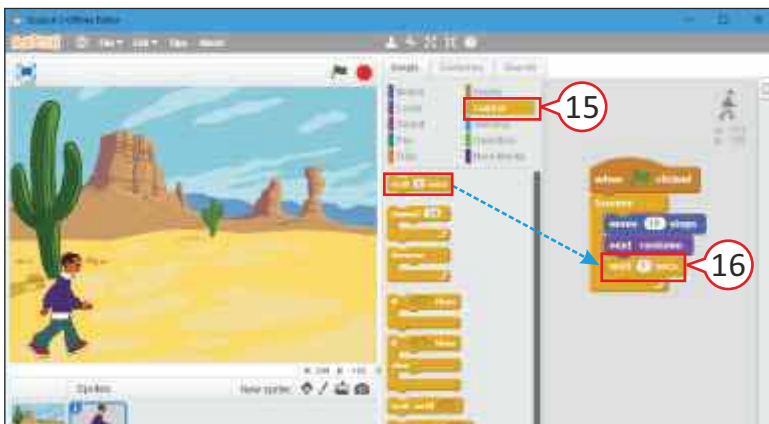 Scratch 2 Offline Editor
File Edit Tips About
Scripts Costumes Sounds
Motion Events
Looks Control
Sound Sensing
Pen Operators
Data More Blocks
15
wait 1 secs
when clicked
repeat 10
forever
move 10 steps
next costume
wait 1 secs
16
forever
if then
if then
else
wait until
Sprites New sprite: